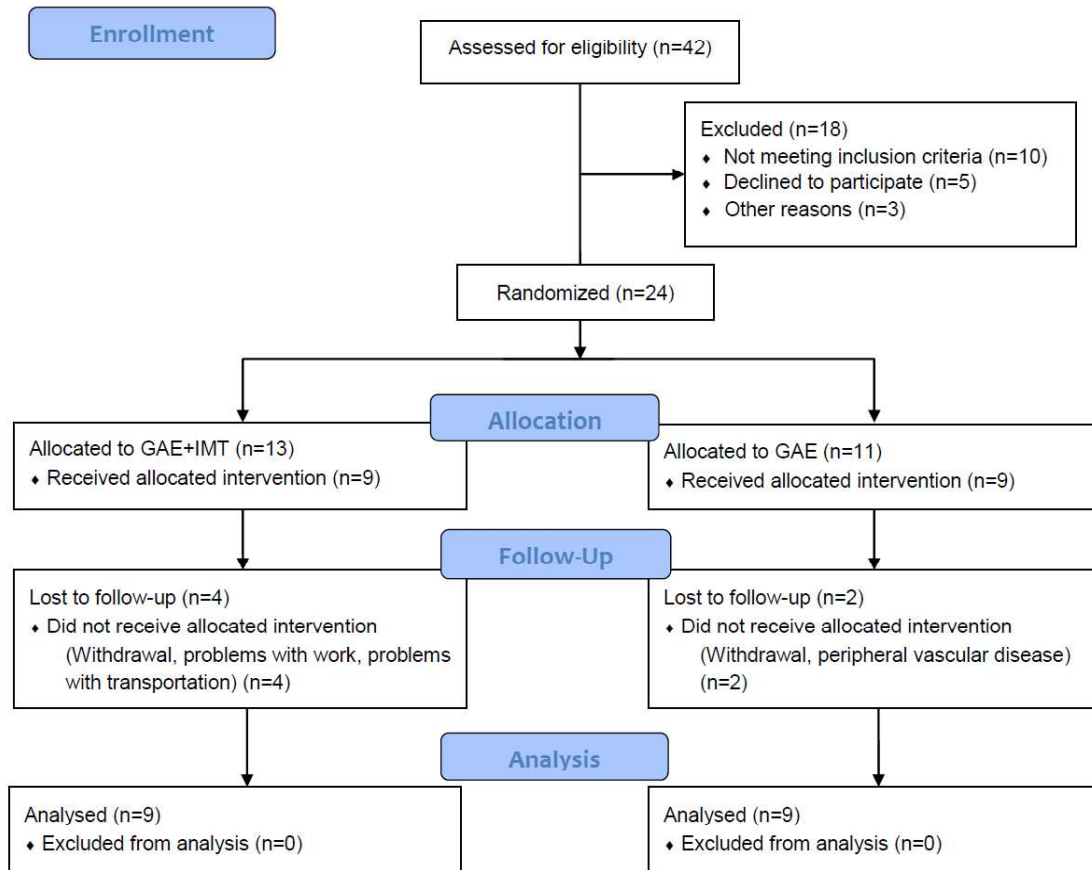 Enrollment
Assessed for eligibility (n=42)
Excluded (n=18)
♦ Not meeting inclusion criteria (n=10)
♦ Declined to participate (n=5)
♦ Other reasons (n=3)
Randomized (n=24)
Allocation
Allocated to GAE+IMT (n=13)
♦ Received allocated intervention (n=9)
Allocated to GAE (n=11)
♦ Received allocated intervention (n=9)
Follow-Up
Lost to follow-up (n=4)
♦ Did not receive allocated intervention
(Withdrawal, problems with work, problems
with transportation) (n=4)
Lost to follow-up (n=2)
♦ Did not receive allocated intervention
(Withdrawal, peripheral vascular disease)
(n=2)
Analysis
Analysed (n=9)
♦ Excluded from analysis (n=0)
Analysed (n=9)
♦ Excluded from analysis (n=0)